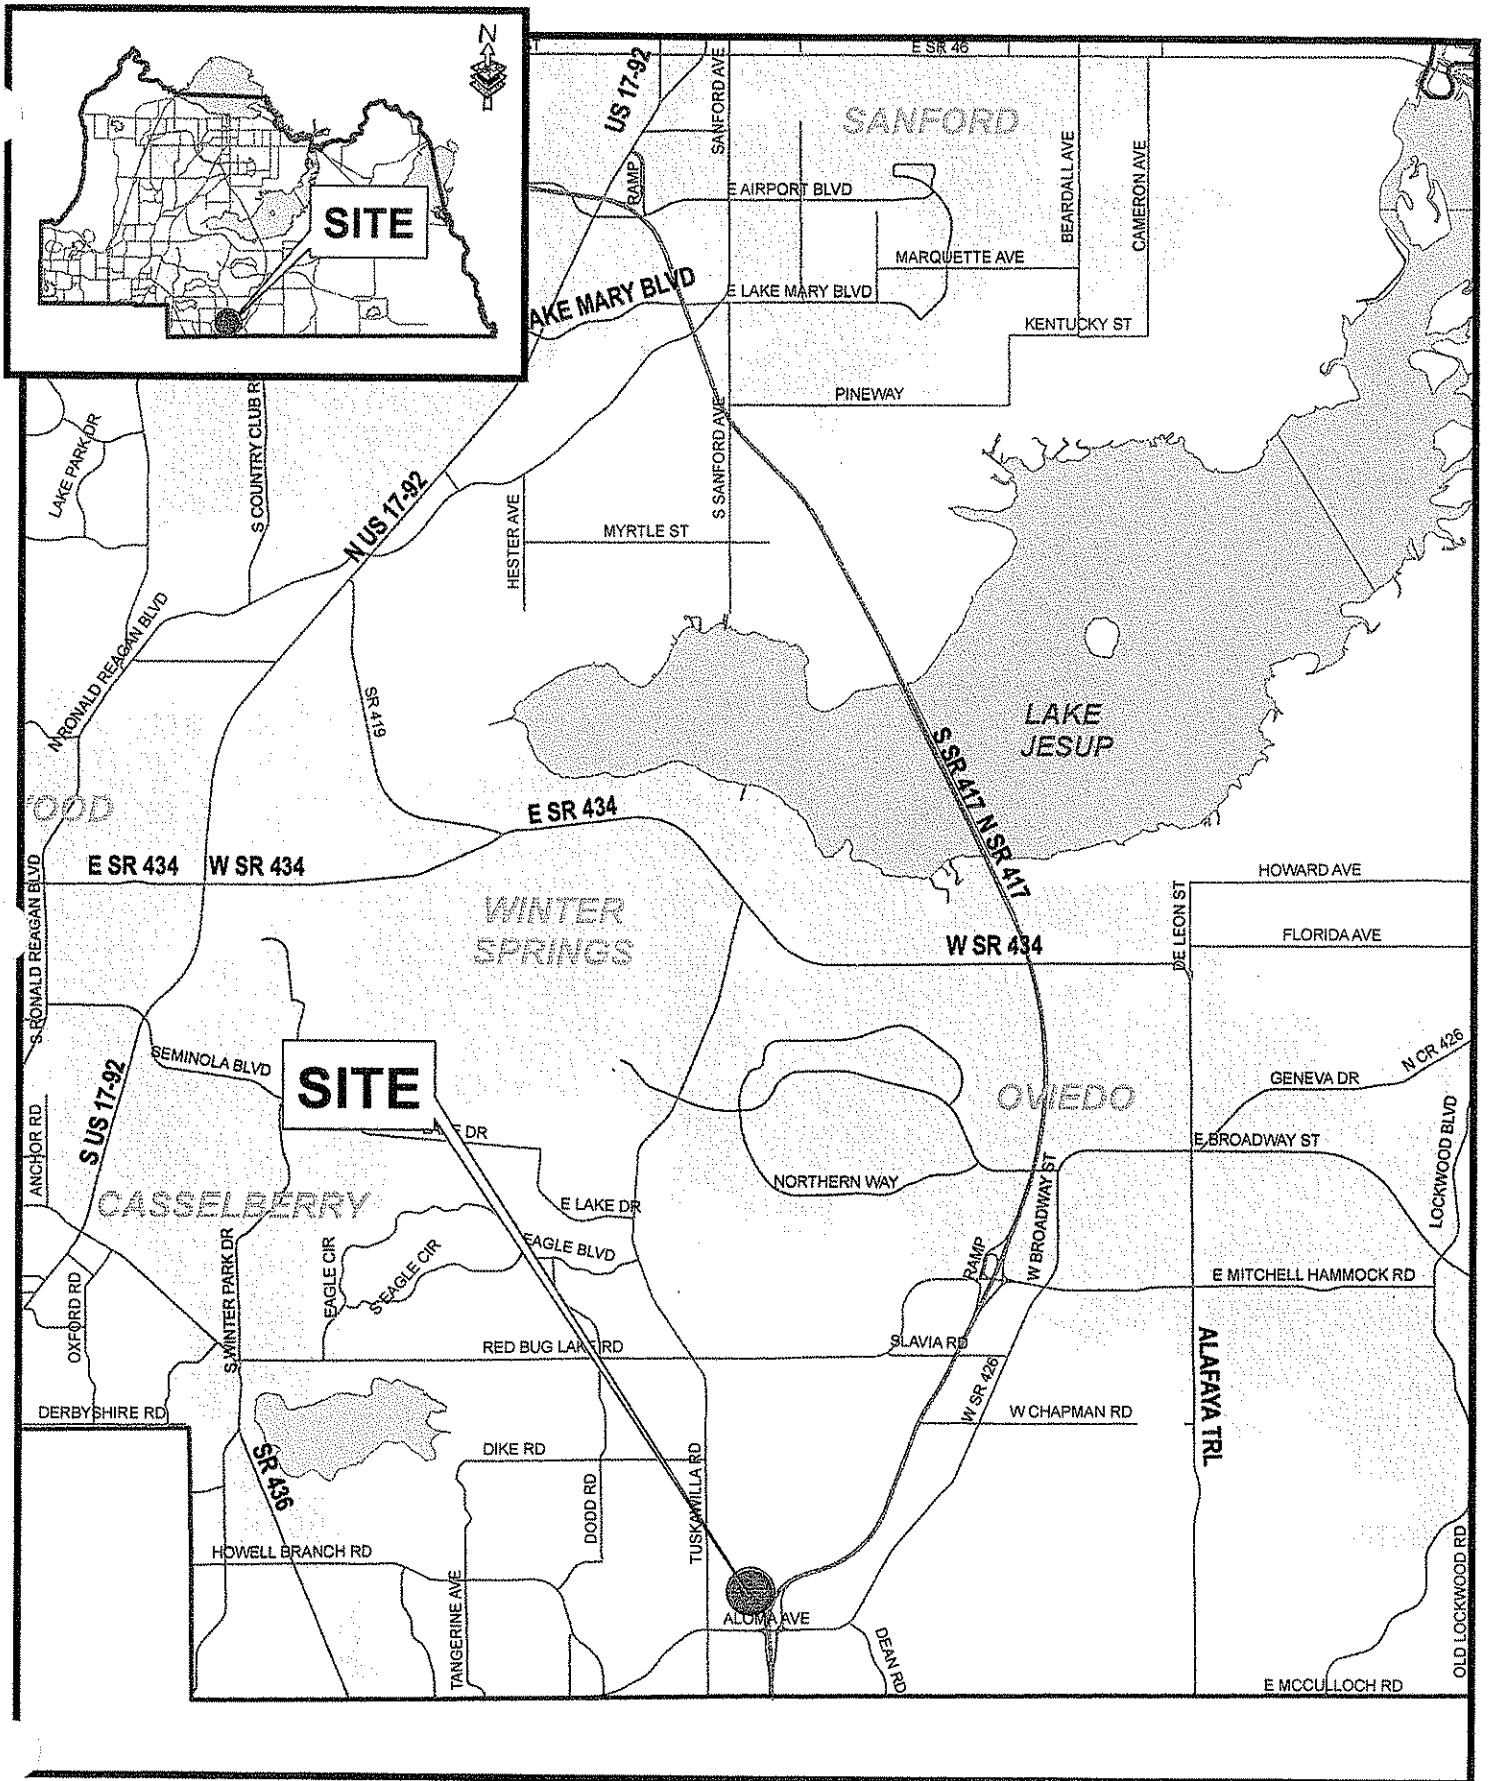 N
SITE
US 17-92
SANFORD AVE
E SR 46
SANFORD
RAMP
E AIRPORT BLVD
BEARDALL AVE
CAMERON AVE
MARQUETTE AVE
AKE MARY BLVD
E LAKE MARY BLVD
KENTUCKY ST
PINEWAY
LAKE PARK DR
S COUNTRY CLUB R
N US 17-92
S SANFORD AVE
HESTER AVE
MYRTLE ST
N RONALD REAGAN BLVD
SR 419
LAKE
JESUP
S SR 417 N SR 417
OOD
E SR 434
E SR 434
W SR 434
S RONALD REAGAN BLVD
WINTER
SPRINGS
HOWARD AVE
DE LEON ST
FLORIDA AVE
W SR 434
SEMINOLA BLVD
SITE
S US 17-92
ANCHOR RD
N CR 426
GENEVA DR
OVIEDO
E BROADWAY ST
LOCKWOOD BLVD
DR
NORTHERN WAY
W BROADWAY ST
CASSELBERRY
E LAKE DR
EAGLE BLVD
EAGLE CIR
S EAGLE CIR
S WINTER PARK DR
OXFORD RD
RAMP
E MITCHELL HAMMOCK RD
RED BUG LAKE RD
SLAVIA RD
W SR 426
ALAFAYA TRL
DERBYSHIRE RD
W CHAPMAN RD
SR 436
DIKE RD
DODD RD
TUSKAWILLA RD
HOWELL BRANCH RD
TANGERINE AVE
ALOMA AVE
DEAN RD
OLD LOCKWOOD RD
E MCCULLOCH RD